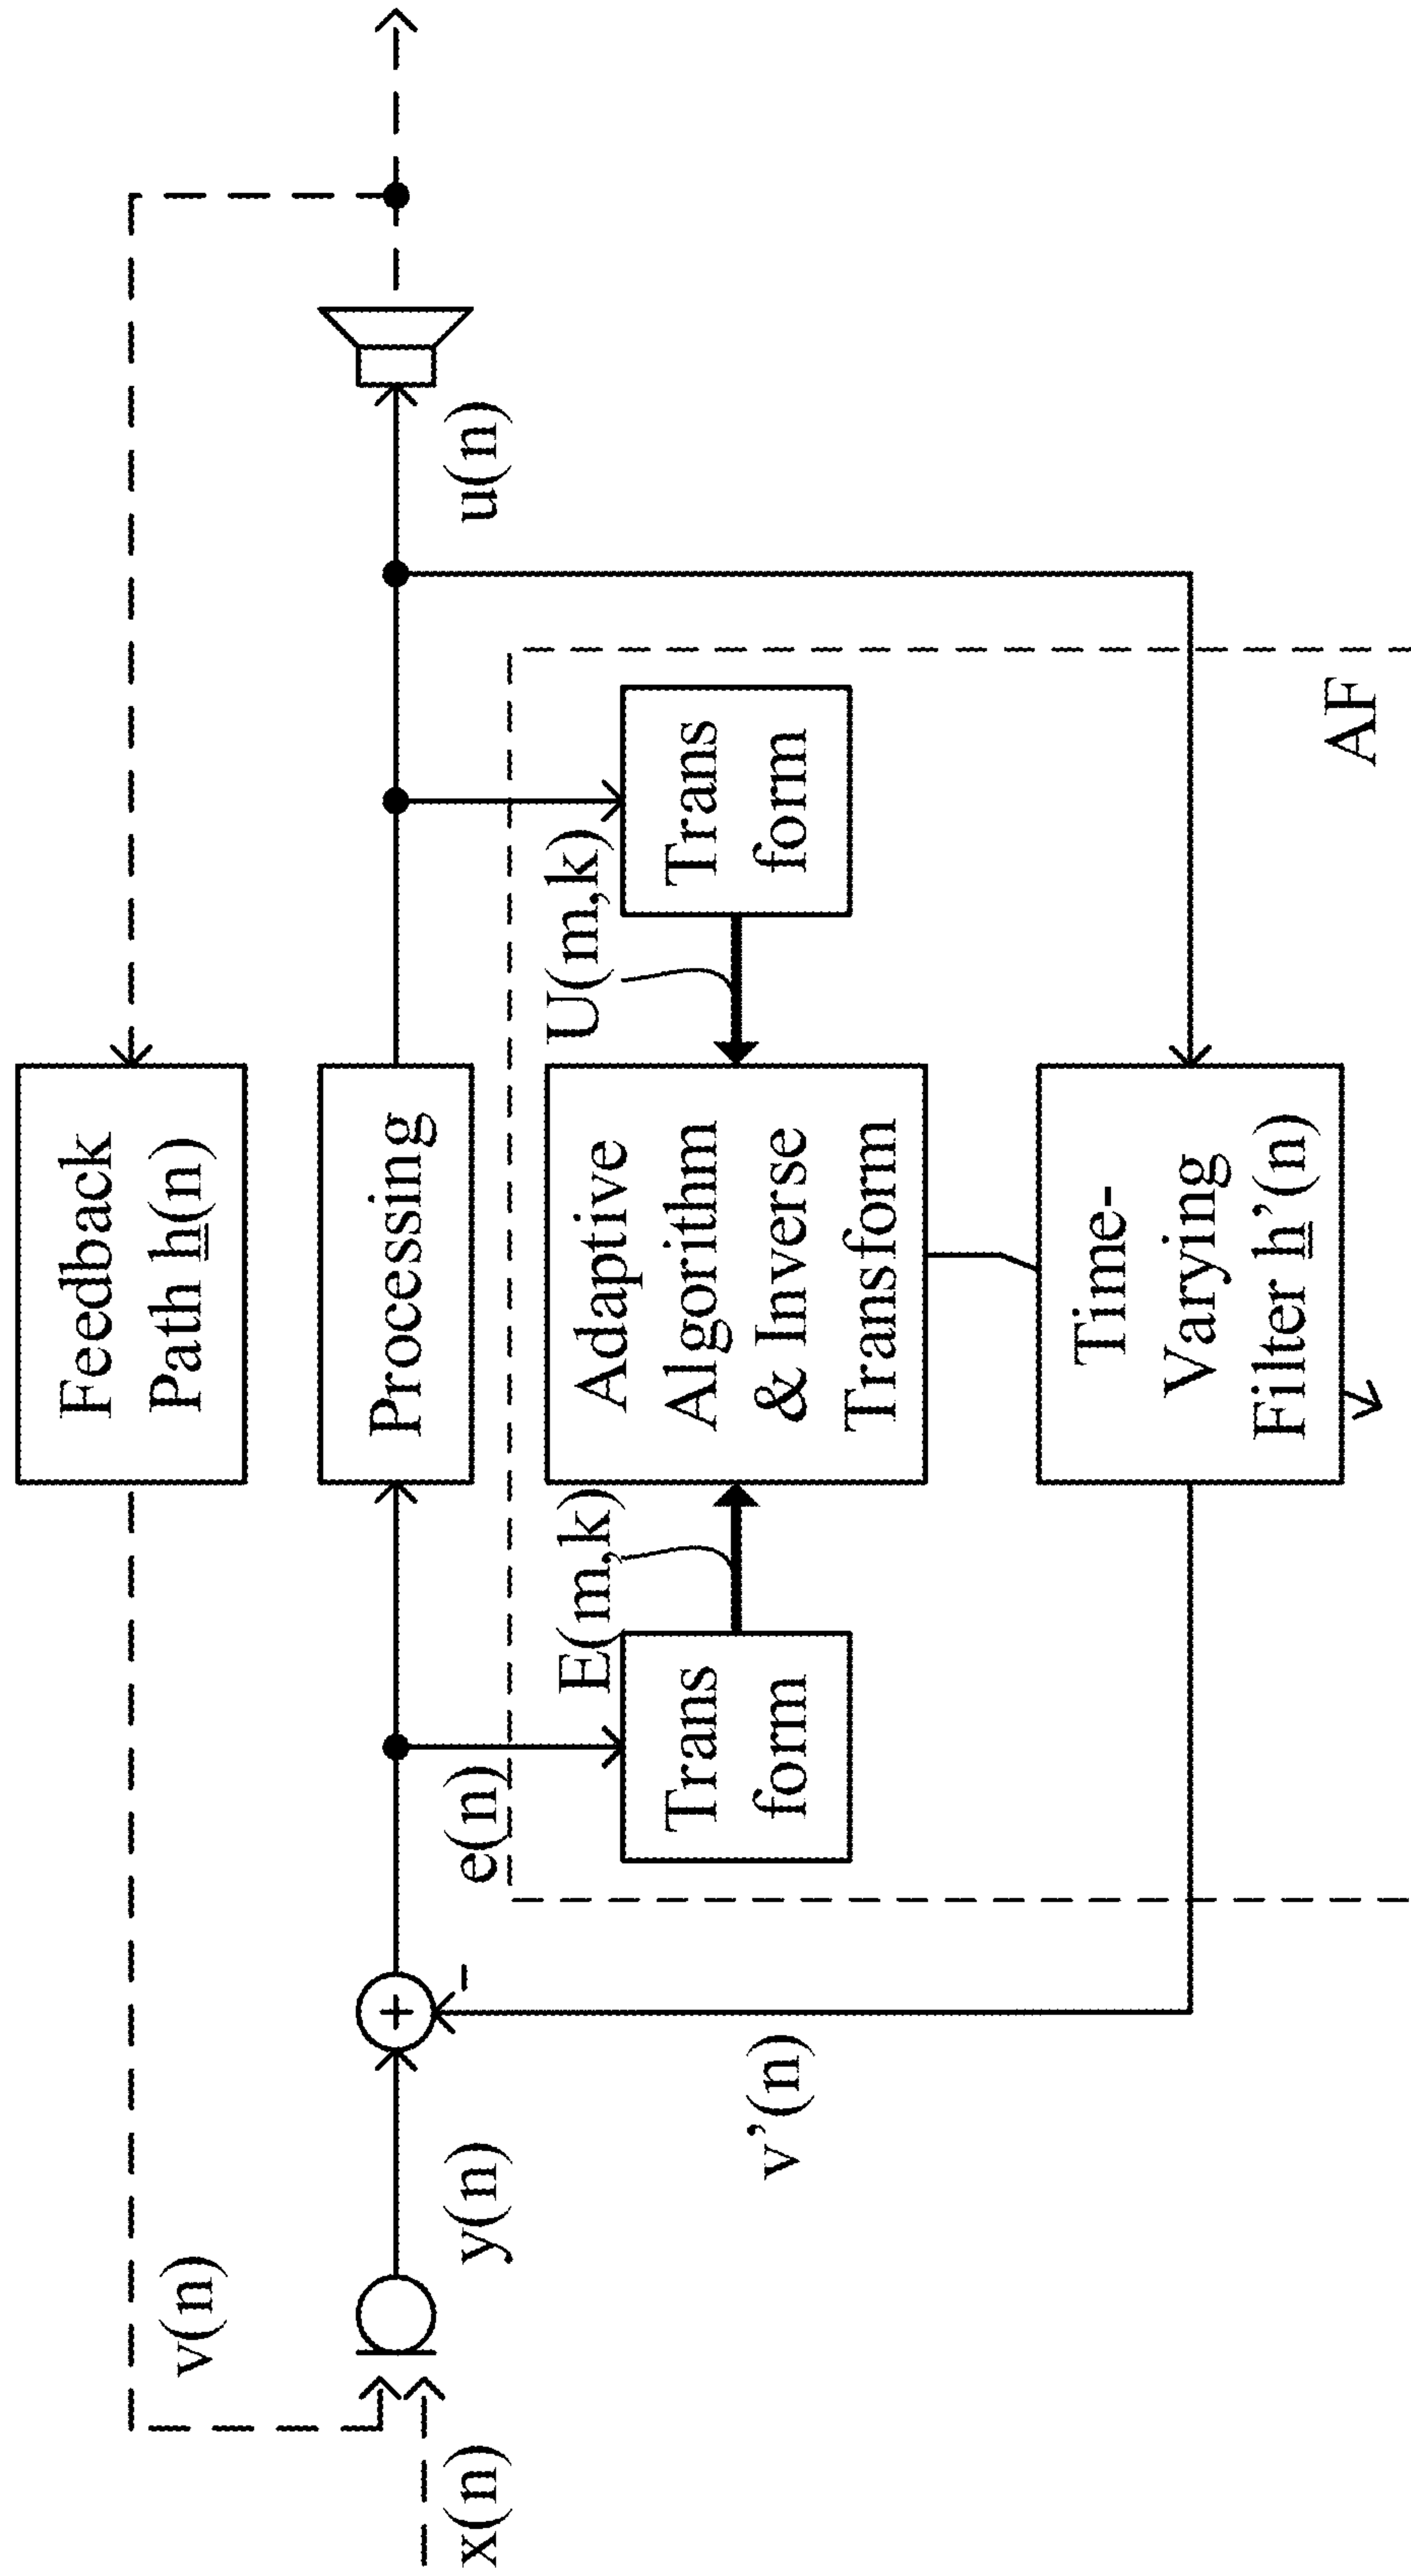 Feedback
Path h(n)
v(n)
Processing
x(n)
y(n)
e(n)
u(n)
E(m,k)
U(m,k)
Trans
form
Adaptive
Algorithm
& Inverse
Transform
Trans
form
v’(n)
Time-
Varying
Filter h’(n)
AF
+
-